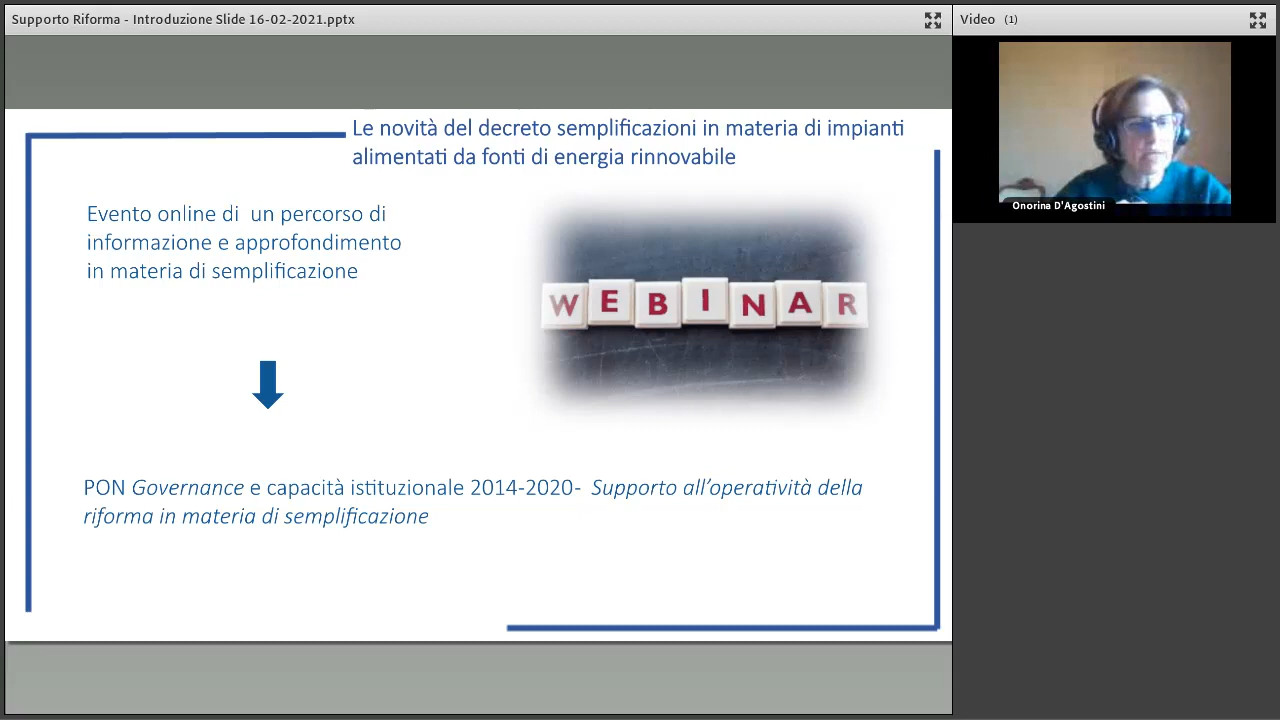 Supporto Riforma - Introduzione Slide 16-02-2021.pptx
Video (1)
Onorina D'Agostini
Le novità del decreto semplificazioni in materia di impianti
alimentati da fonti di energia rinnovabile
Evento online di un percorso di
informazione e approfondimento
in materia di semplificazione
WEBINAR
PON Governance e capacità istituzionale 2014-2020- Supporto all'operatività della
riforma in materia di semplificazione